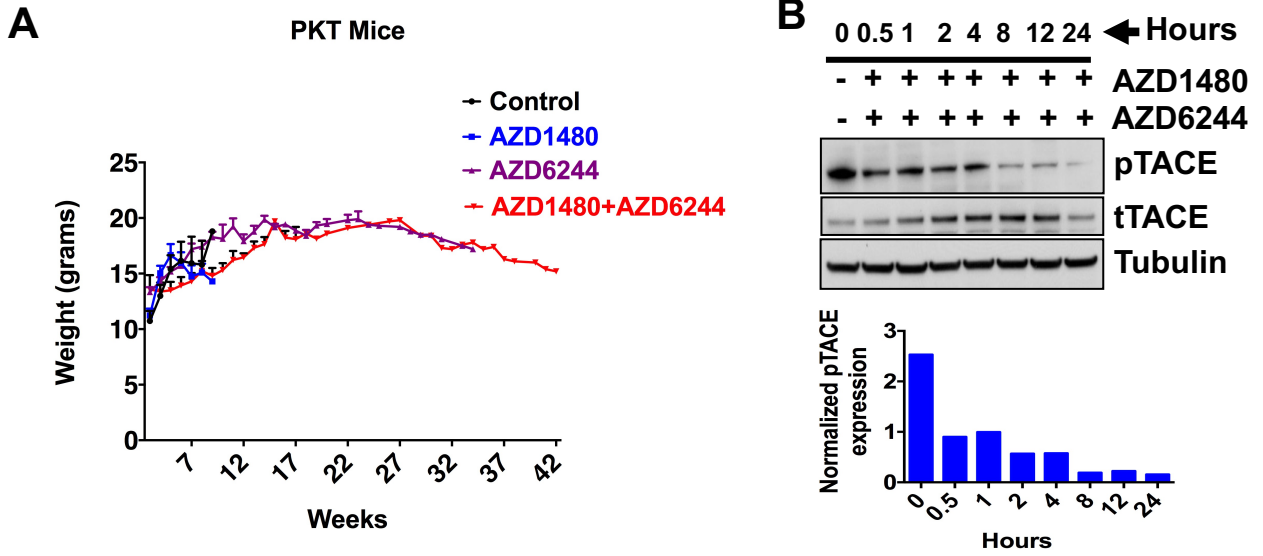 A
PKT Mice
Control
AZD1480
AZD6244
AZD1480+AZD6244
Weight (grams)
25
20
15
10
5
0
7 12 17 22 27 32 37 42
Weeks
B
0 0.5 1 2 4 8 12 24 Hours
- + + + + + + + AZD1480
- + + + + + + + AZD6244
pTACE
tTACE
Tubulin
Normalized pTACE
expression
3
2
1
0
0 0.5 1 2 4 8 12 24
Hours